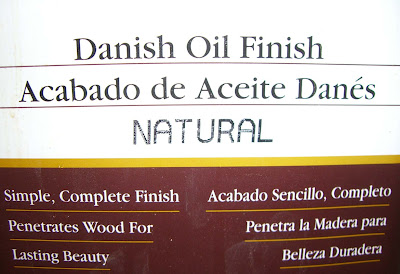 Danish Oil Finish
Acabado de Aceite Danés
NATURAL
Simple, Complete Finish
Penetrates Wood For
Lasting Beauty
Acabado Sencillo, Completo
Penetra la Madera para
Belleza Duradera